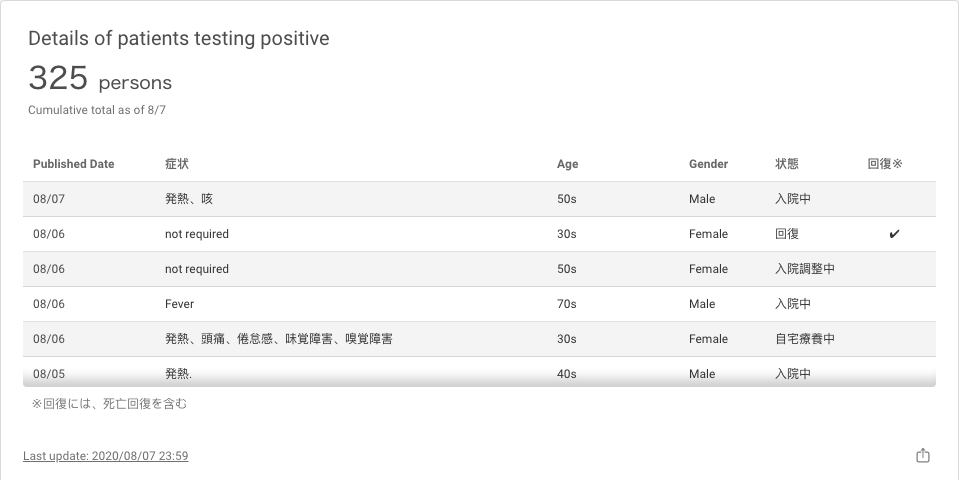 Details of patients testing positive
325 persons
Cumulative total as of 8/7
Published Date 症状 Age Gender 状態 回復※
08/07 発熱、咳 50s Male 入院中
08/06 not required 30s Female 回復 ✔
08/06 not required 50s Female 入院調整中
08/06 Fever 70s Male 入院中
08/06 発熱、頭痛、倦怠感、味覚障害、嗅覚障害 30s Female 自宅療養中
08/05 発熱. 40s Male 入院中
※回復には、死亡回復を含む
Last update: 2020/08/07 23:59